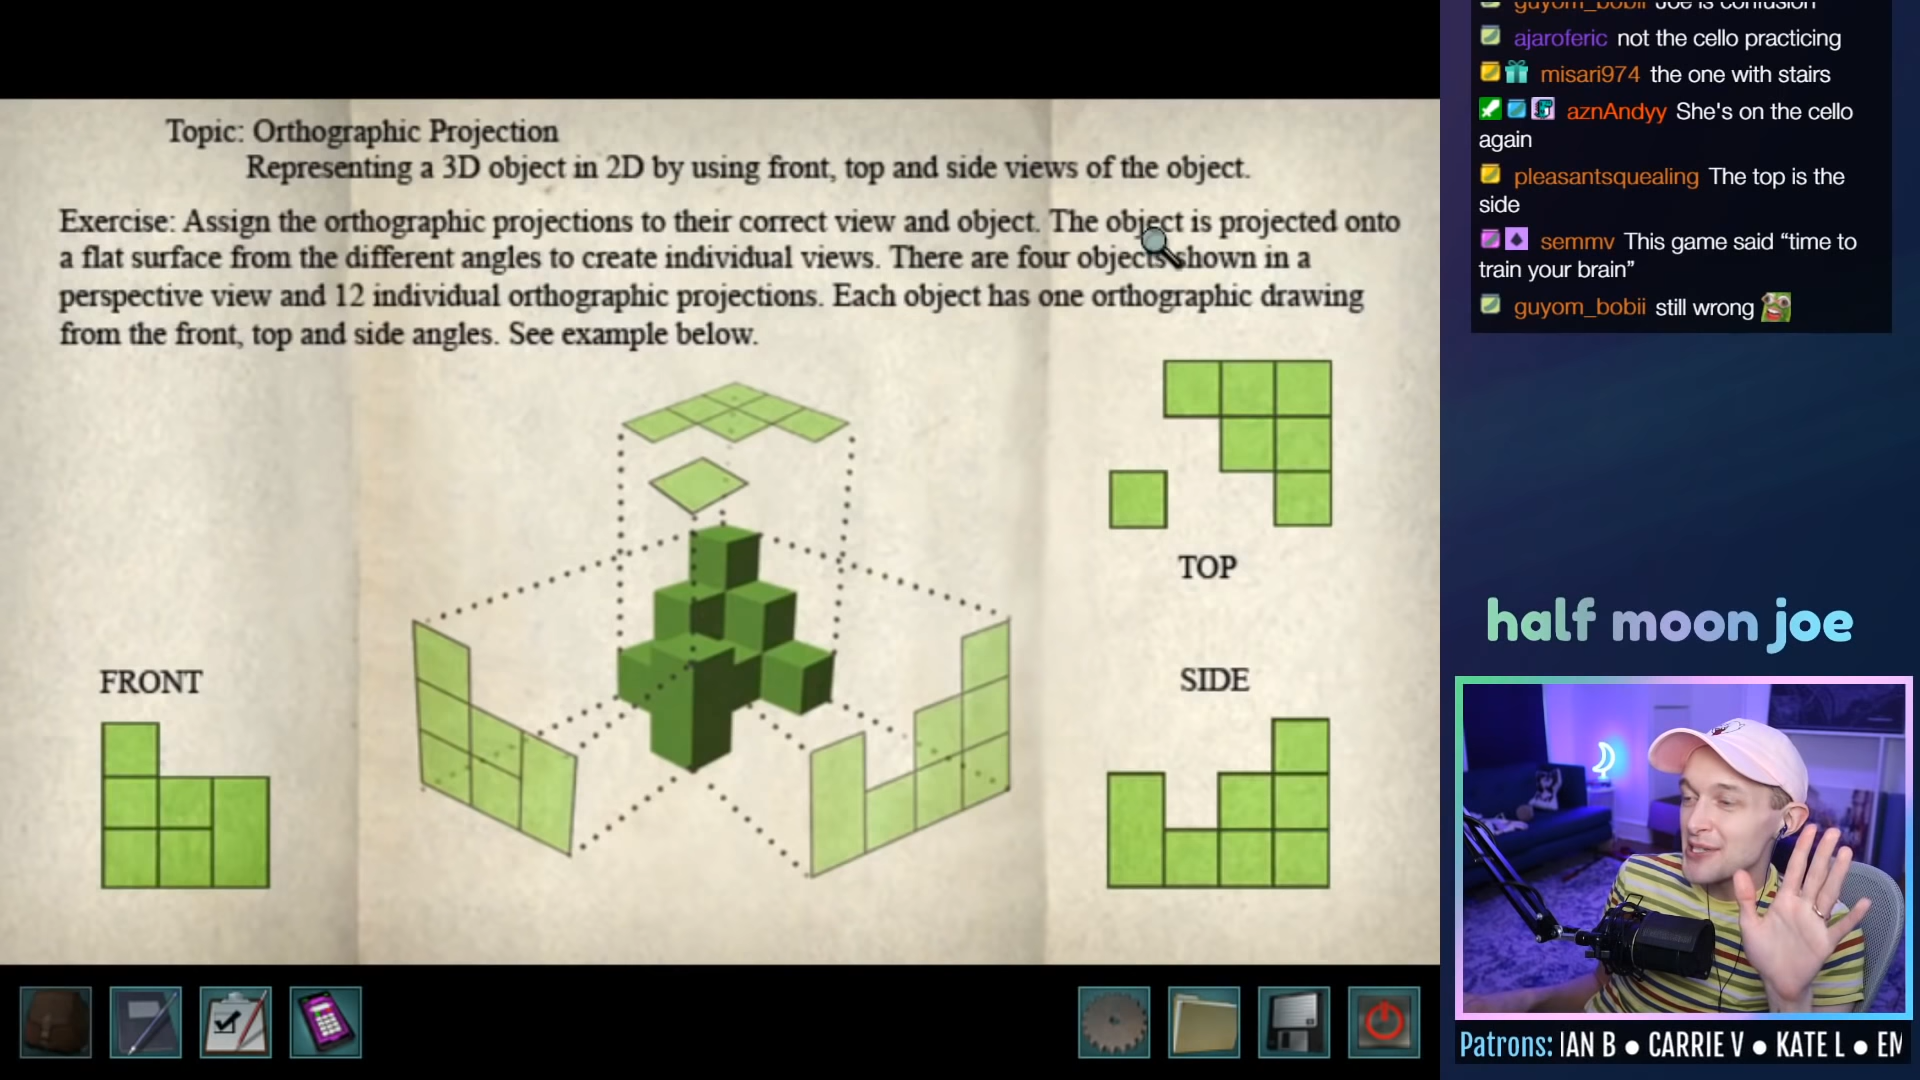 Topic: Orthographic Projection
Representing a 3D object in 2D by using front, top and side views of the object.
Exercise: Assign the orthographic projections to their correct view and object. The object is projected onto
a flat surface from the different angles to create individual views. There are four objects shown in a
perspective view and 12 individual orthographic projections. Each object has one orthographic drawing
from the front, top and side angles. See example below.
TOP
FRONT
SIDE
guyom_bobii Joe is confusion
ajaroferic not the cello practicing
misari974 the one with stairs
aznAndyy She's on the cello
again
pleasantsquealing The top is the
side
semmv This game said “time to
train your brain”
guyom_bobii still wrong
half moon joe
Patrons: IAN B ● CARRIE V ● KATE L ● EM